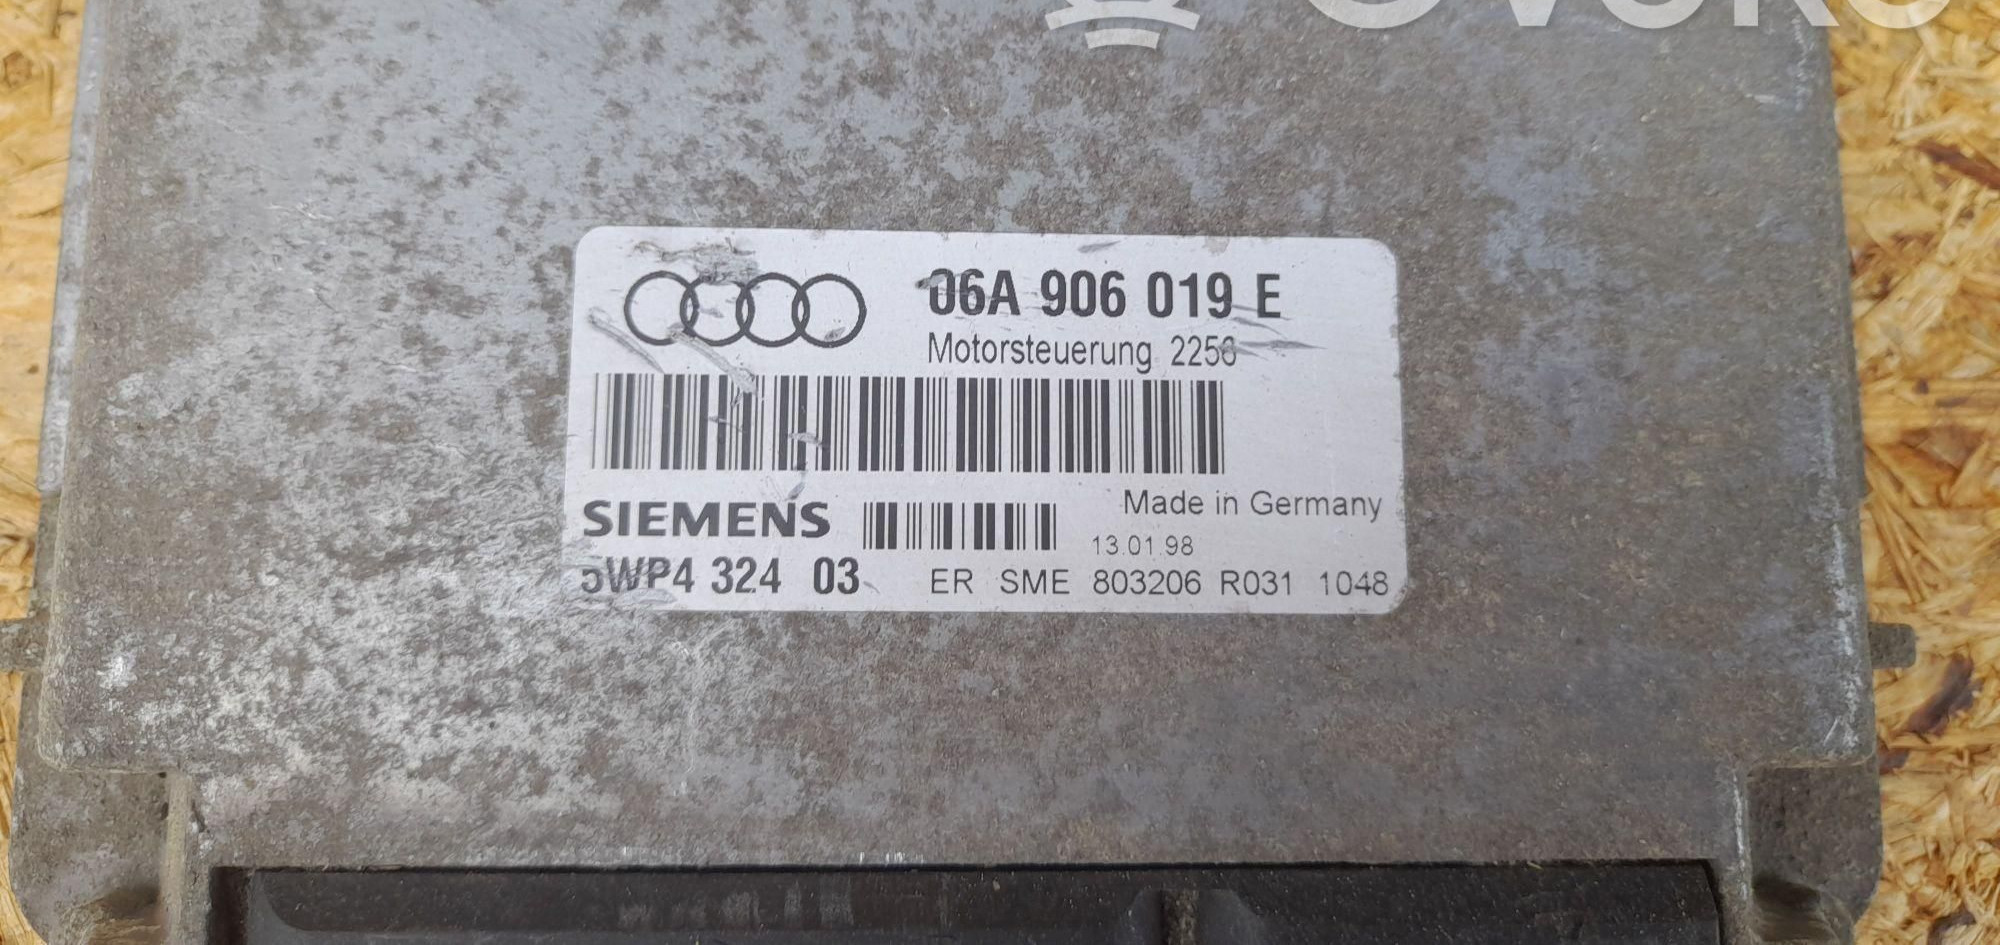 06A 906 019 E
Motorsteuerung 2256
SIEMENS
Made in Germany
13.01.98
5WP4 324 03
ER SME 803206 R031 1048